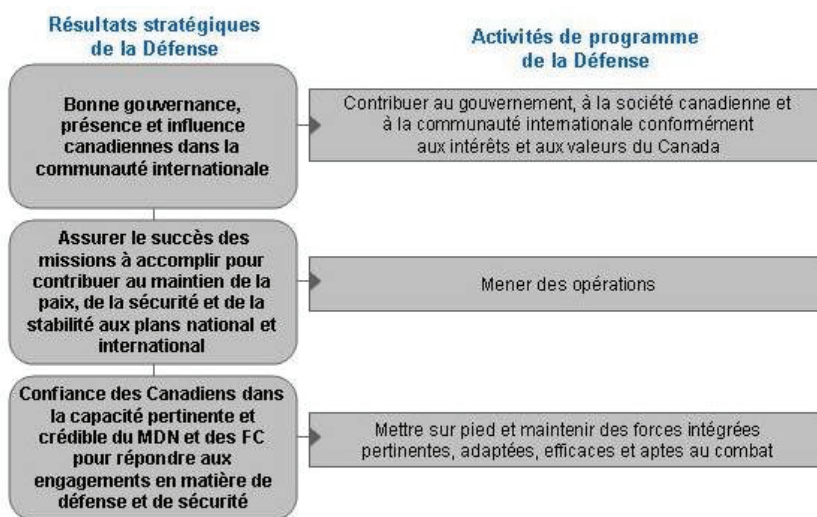 Résultats stratégiques
de la Défense
Activités de programme
de la Défense
Bonne gouvernance,
présence et influence
canadiennes dans la
communauté internationale
Contribuer au gouvernement, à la société canadienne et
à la communauté internationale conformément
aux intérêts et aux valeurs du Canada
Assurer le succès des
missions à accomplir pour
contribuer au maintien de la
paix, de la sécurité et de la
stabilité aux plans national et
international
Mener des opérations
Confiance des Canadiens dans
la capacité pertinente et
crédible du MDN et des FC
pour répondre aux
engagements en matière de
défense et de sécurité
Mettre sur pied et maintenir des forces intégrées
pertinentes, adaptées, efficaces et aptes au combat